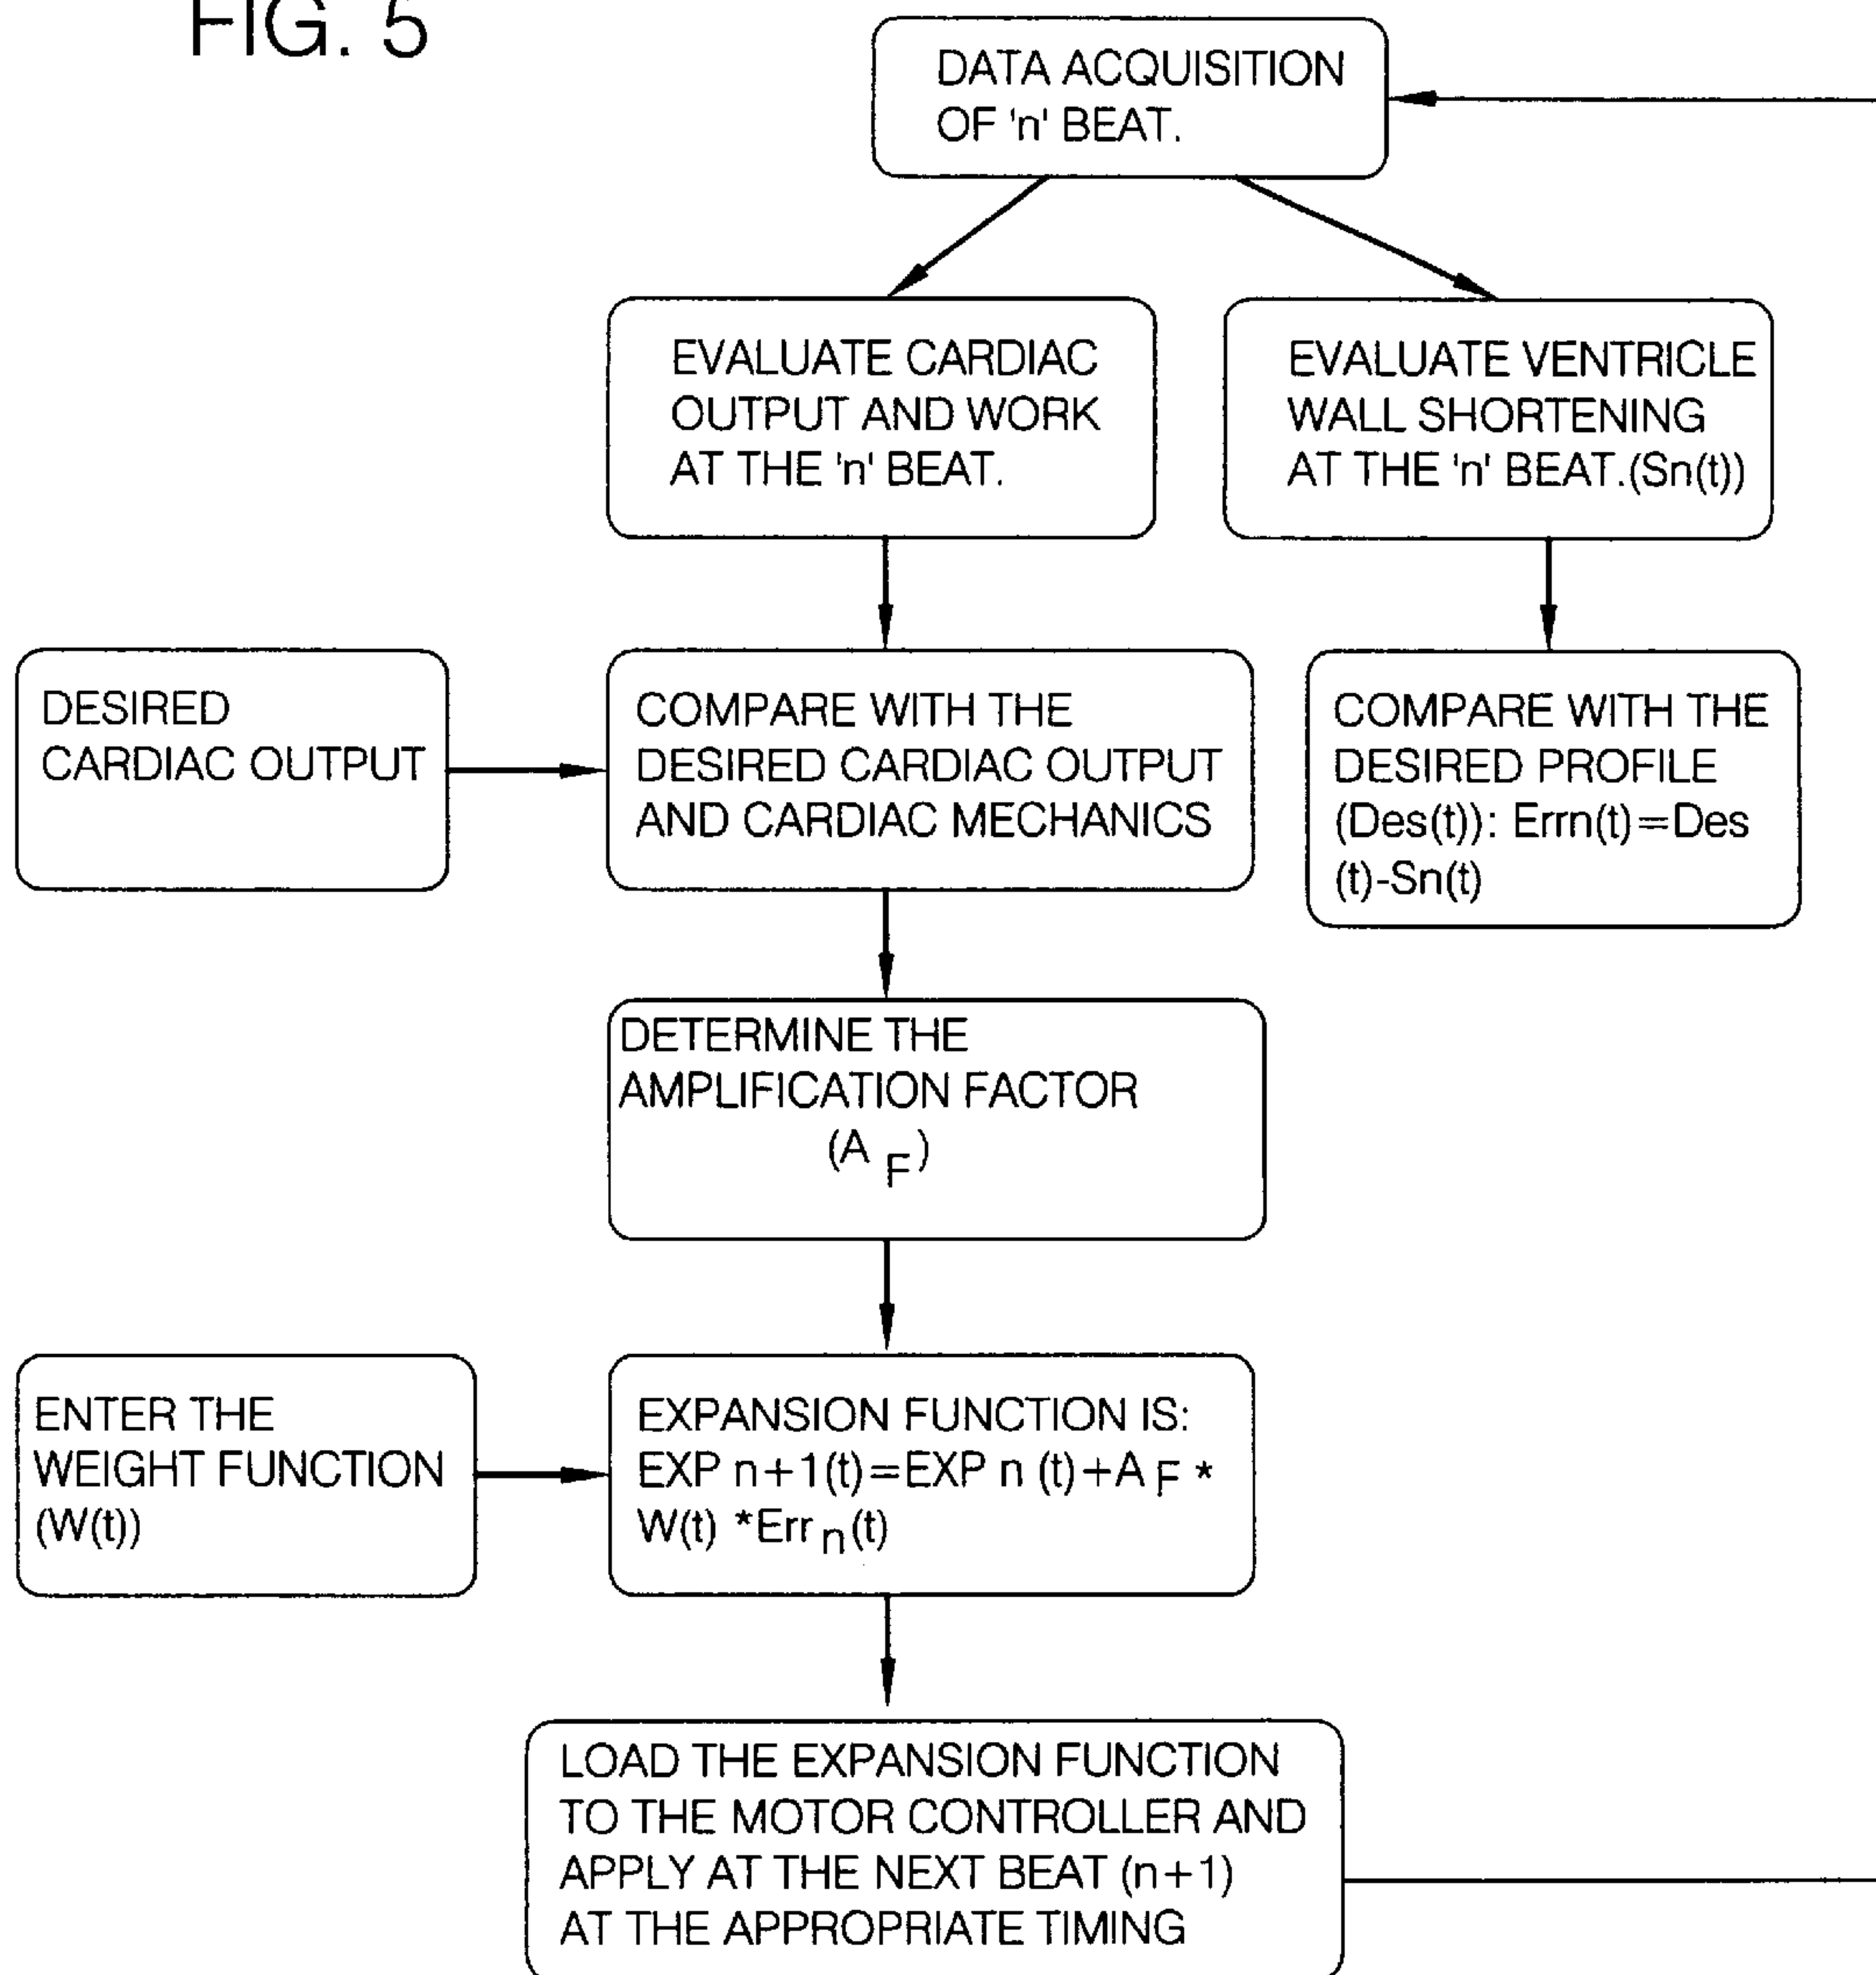 FIG. 5
DATA ACQUISITION
OF 'n' BEAT.
EVALUATE CARDIAC
OUTPUT AND WORK
AT THE 'n' BEAT.
EVALUATE VENTRICLE
WALL SHORTENING
AT THE 'n' BEAT.(Sn(t))
DESIRED
CARDIAC OUTPUT
COMPARE WITH THE
DESIRED CARDIAC OUTPUT
AND CARDIAC MECHANICS
COMPARE WITH THE
DESIRED PROFILE
(Des(t)): Errn(t)=Des
(t)-Sn(t)
DETERMINE THE
AMPLIFICATION FACTOR
(A F)
ENTER THE
WEIGHT FUNCTION
(W(t))
EXPANSION FUNCTION IS:
EXP n+1(t)=EXP n (t)+A F *
W(t) *Err n(t)
LOAD THE EXPANSION FUNCTION
TO THE MOTOR CONTROLLER AND
APPLY AT THE NEXT BEAT (n+1)
AT THE APPROPRIATE TIMING